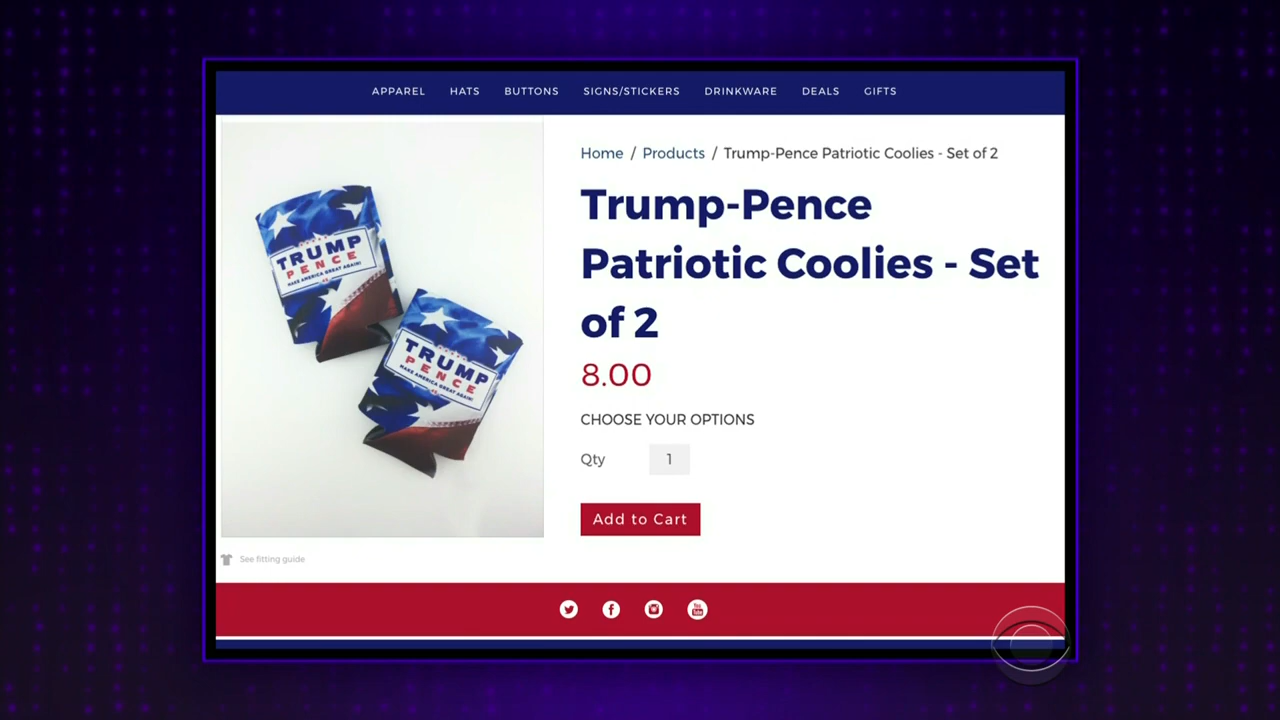 APPAREL HATS BUTTONS SIGNS/STICKERS DRINKWARE DEALS GIFTS
Home / Products / Trump-Pence Patriotic Coolies - Set of 2
Trump-Pence
Patriotic Coolies - Set
of 2
8.00
CHOOSE YOUR OPTIONS
Qty 1
Add to Cart
TRUMP
PENCE
MAKE AMERICA GREAT AGAIN!
TRUMP
PENCE
MAKE AMERICA GREAT AGAIN!
See fitting guide
You
Tube